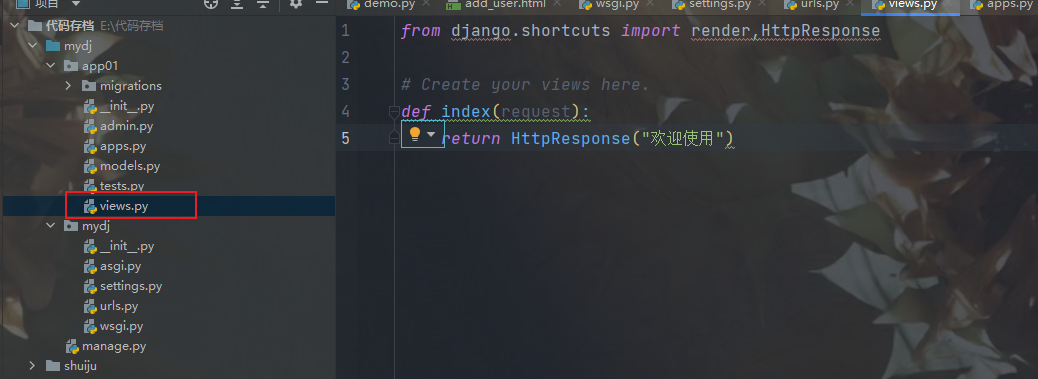 项目
demo.py
add_user.html
wsgi.py
settings.py
urls.py
views.py
apps.py
代码存档 E:\代码存档
mydj
app01
migrations
__init__.py
admin.py
apps.py
models.py
tests.py
views.py
mydj
__init__.py
asgi.py
settings.py
urls.py
wsgi.py
manage.py
shuiju
1 from django.shortcuts import render,HttpResponse
2
3 # Create your views here.
4 def index(request):
5 return HttpResponse("欢迎使用")